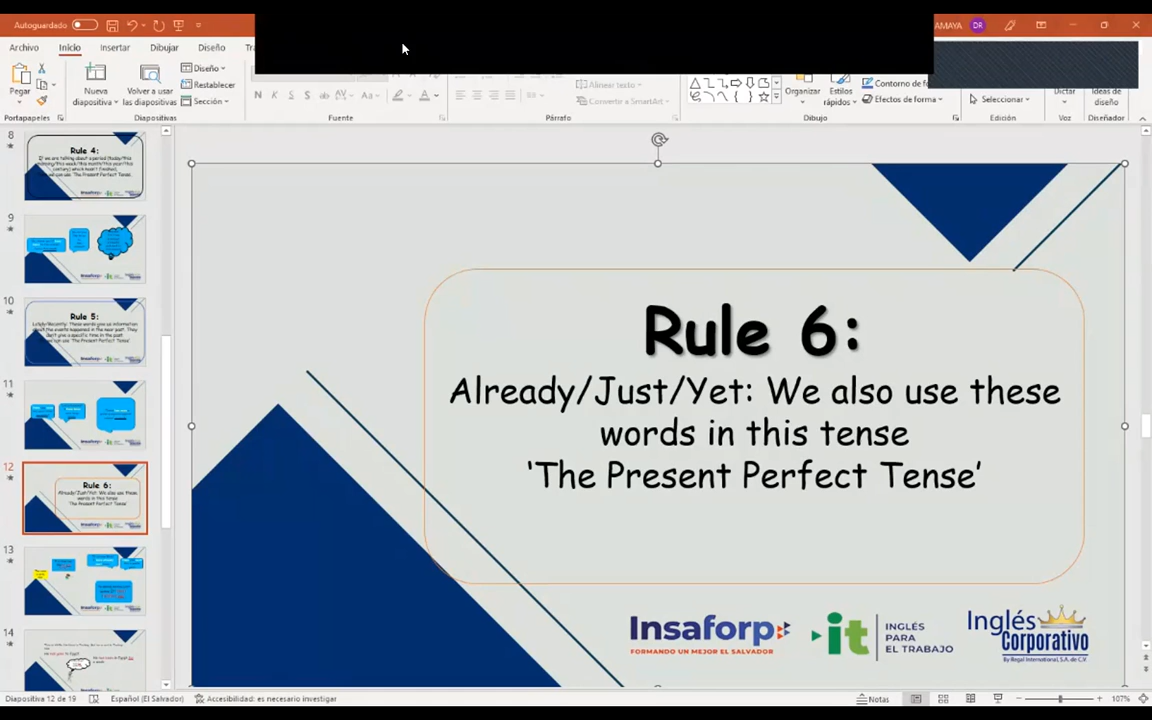 Autoguardado
AMAYA DR
Archivo Inicio Insertar Dibujar Diseño
Pegar
Nueva diapositiva
Volver a usar las diapositivas
Diseño
Restablecer
Sección
Alinear texto
Convertir a SmartArt
Organizar
Estilos rápidos
Contorno de
Efectos de forma
Seleccionar
Dictar
Ideas de diseño
Portapapeles
Diapositivas
Fuente
Párrafo
Dibujo
Edición
Voz
Diseñador
8
Rule 4:
9
10
Rule 5:
11
12
Rule 6:
Already/Just/Yet: We also use these
words in this tense
'The Present Perfect Tense'
13
14
Rule 6:
Already/Just/Yet: We also use these
words in this tense
'The Present Perfect Tense'
Insaforp
FORMANDO UN MEJOR EL SALVADOR
it INGLÉS
PARA
EL TRABAJO
Inglés
Corporativo
By Regal International, S.A. de C.V.
Diapositiva 12 de 19 Español (El Salvador) Accesibilidad: es necesario investigar Notas 107%